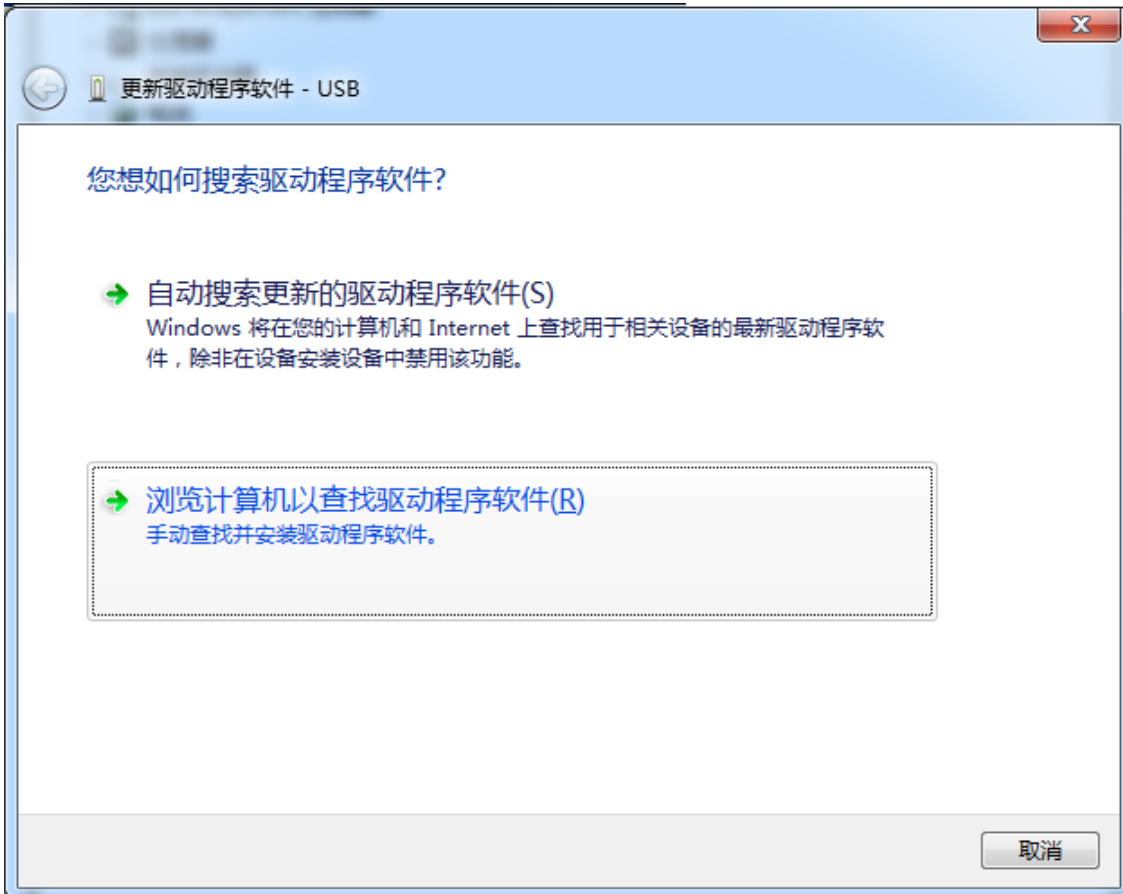 更新驱动程序软件 - USB
您想如何搜索驱动程序软件?
自动搜索更新的驱动程序软件(S)
Windows 将在您的计算机和 Internet 上查找用于相关设备的最新驱动程序软
件，除非在设备安装设备中禁用该功能。
浏览计算机以查找驱动程序软件(R)
手动查找并安装驱动程序软件。
取消